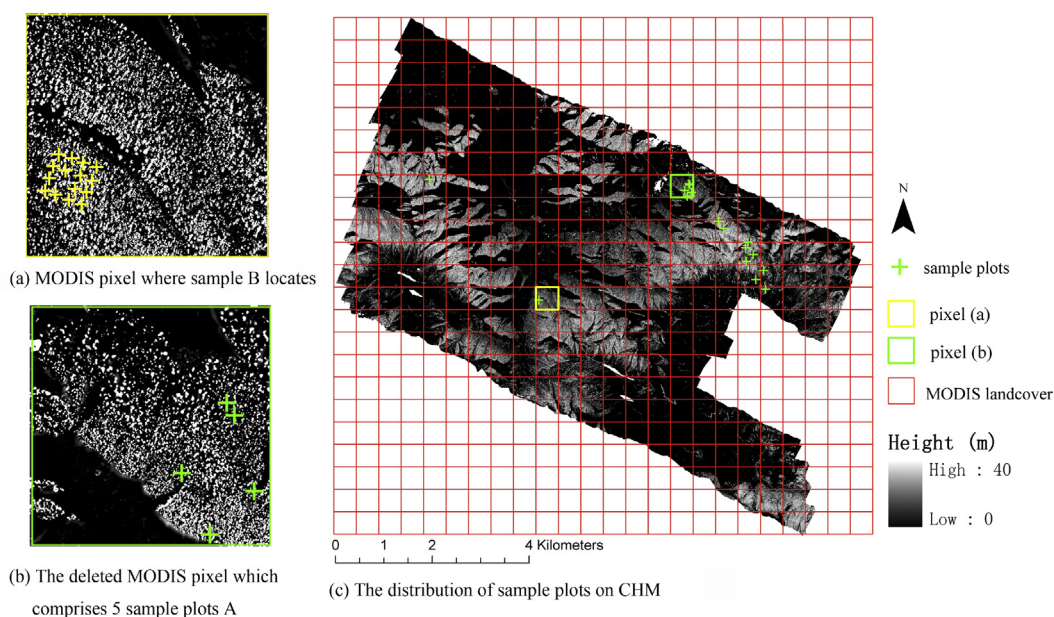 (a) MODIS pixel where sample B locates
(b) The deleted MODIS pixel which
comprises 5 sample plots A
N
sample plots
pixel (a)
pixel (b)
MODIS landcover
Height (m)
High : 40
Low : 0
0 1 2 4 Kilometers
(c) The distribution of sample plots on CHM